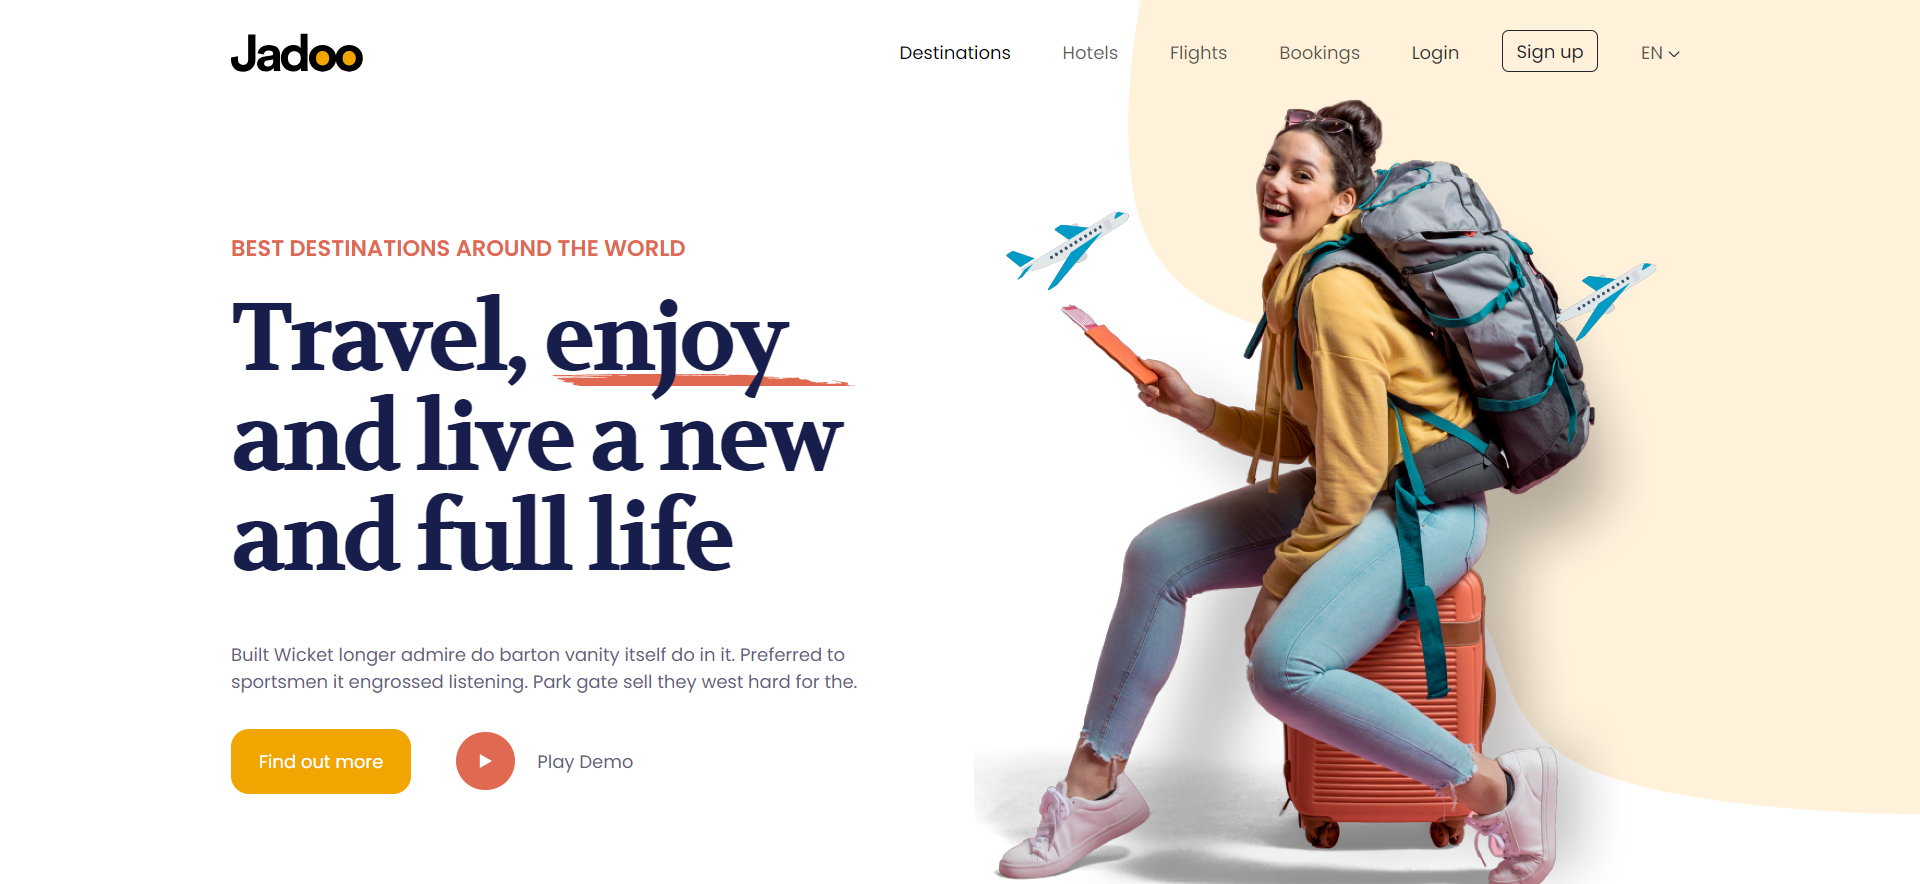 Jadoo
Destinations Hotels Flights Bookings Login Sign up EN
BEST DESTINATIONS AROUND THE WORLD
Travel, enjoy
and live a new
and full life
Built Wicket longer admire do barton vanity itself do in it. Preferred to
sportsmen it engrossed listening. Park gate sell they west hard for the.
Find out more
Play Demo